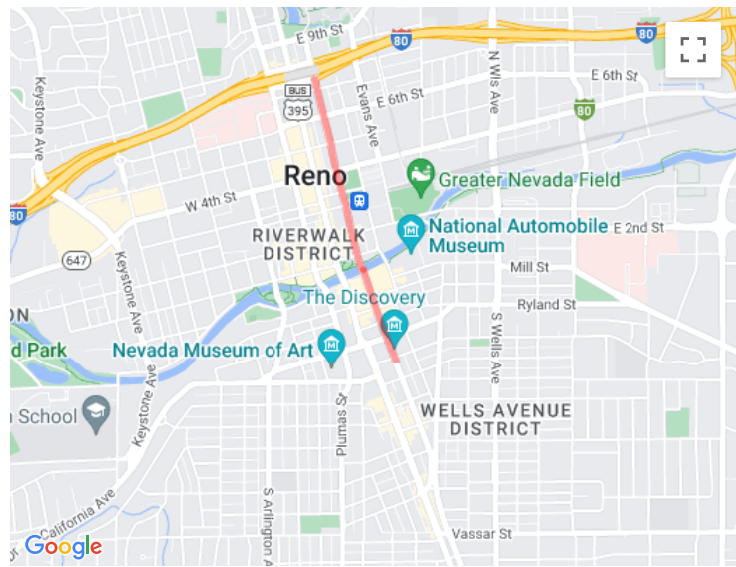 E 9th St
80
80
Keystone Ave
N Wis Ave
E 6th St
BUS
395
Evans Ave
E 6th St
80
Reno
Greater Nevada Field
W 4th St
80
National Automobile
Museum
E 2nd St
RIVERWALK
DISTRICT
647
Keystone Ave
Mill St
The Discovery
Ryland St
ON
d Park
Nevada Museum of Art
S Wells Ave
Keystone Ave
Plumas St
WELLS AVENUE
DISTRICT
School
California Ave
S Arlington A
Vassar St
Google